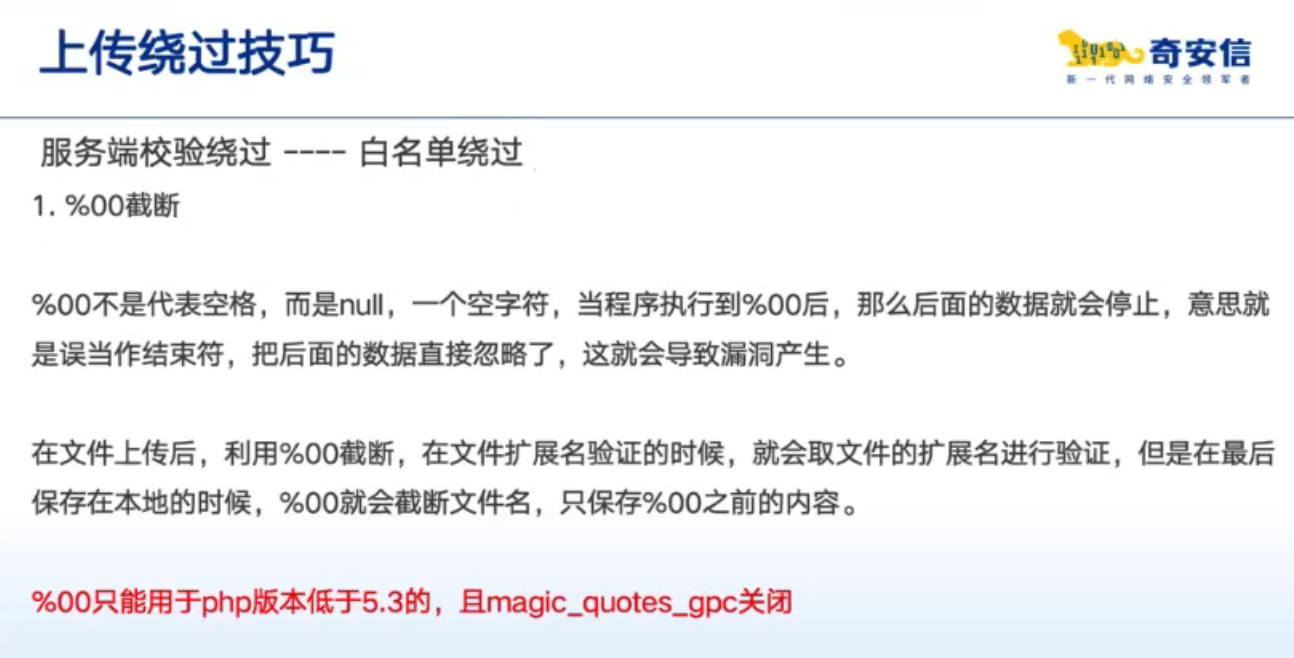 上传绕过技巧
奇安信
新一代网络安全领军者
服务端校验绕过 ---- 白名单绕过
1. %00截断
%00不是代表空格，而是null，一个空字符，当程序执行到%00后，那么后面的数据就会停止，意思就
是误当作结束符，把后面的数据直接忽略了，这就会导致漏洞产生。
在文件上传后，利用%00截断，在文件扩展名验证的时候，就会取文件的扩展名进行验证，但是在最后
保存在本地的时候，%00就会截断文件名，只保存%00之前的内容。
%00只能用于php版本低于5.3的，且magic_quotes_gpc关闭